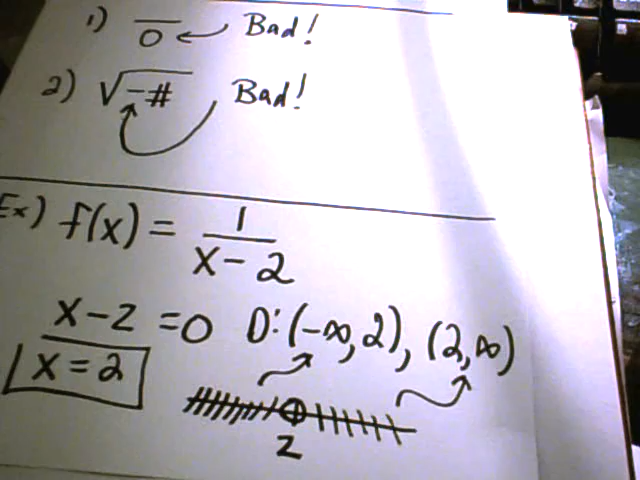 1) —/0 Bad!
2) √-# Bad!
Ex) f(x) = 1/(x-2)
x-2=0 D: (-∞,2), (2,∞)
x=2
2